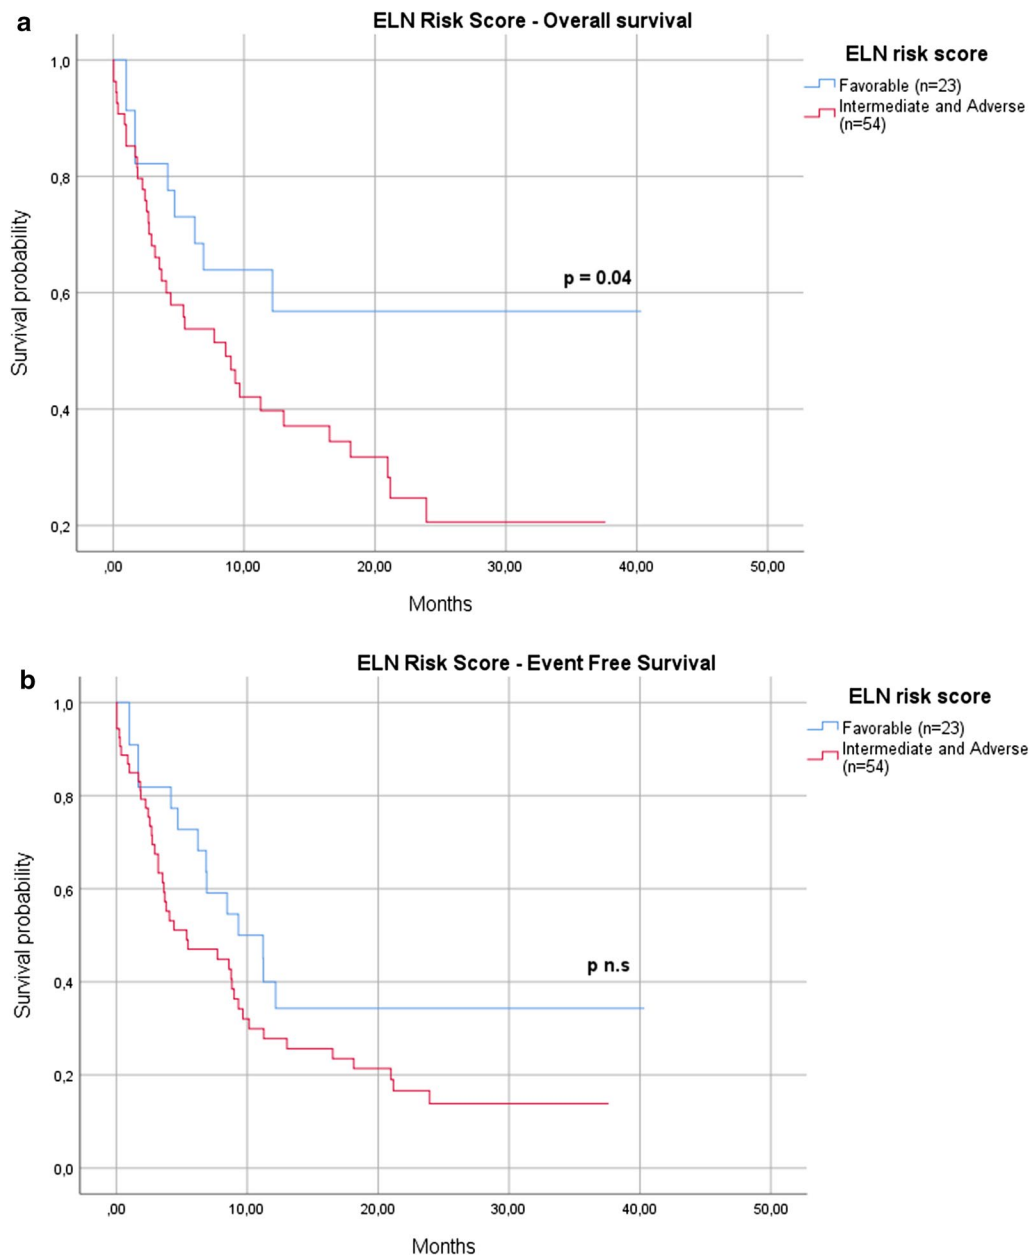 a
ELN Risk Score - Overall survival
ELN risk score
Favorable (n=23)
Intermediate and Adverse
(n=54)
1,0
0,8
0,6
0,4
0,2
Survival probability
p = 0.04
,00 10,00 20,00 30,00 40,00 50,00
Months
b
ELN Risk Score - Event Free Survival
ELN risk score
Favorable (n=23)
Intermediate and Adverse
(n=54)
1,0
0,8
0,6
0,4
0,2
0,0
Survival probability
p n.s
,00 10,00 20,00 30,00 40,00 50,00
Months